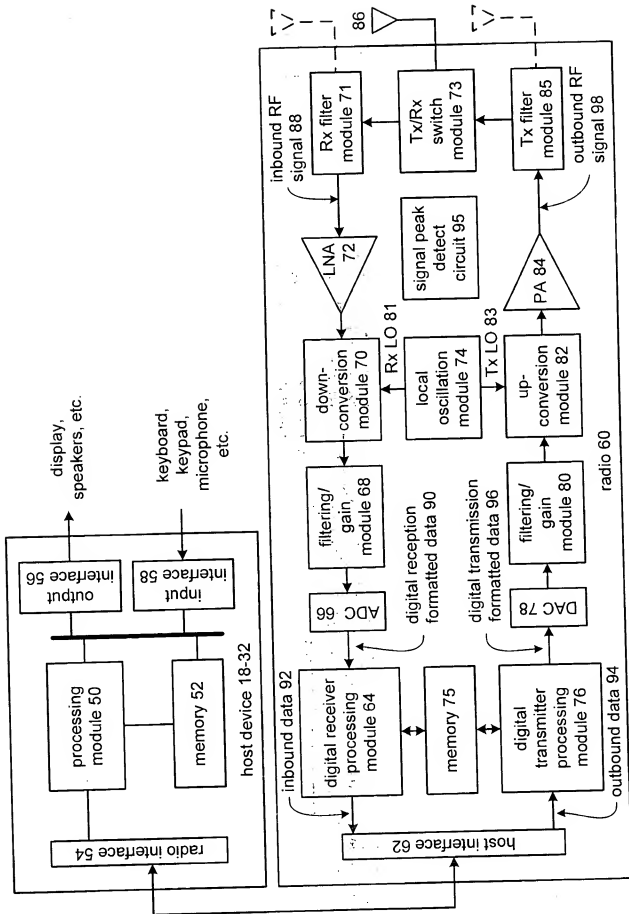 display,
speakers, etc.
keyboard,
keypad,
microphone,
etc.
output
interface 56
input
interface 58
processing
module 50
memory 52
radio interface 54
host device 18-32
86
inbound RF
signal 88
Rx filter
module 71
Tx/Rx
switch
module 73
Tx filter
module 85
outbound RF
signal 98
LNA
72
signal peak
detect
circuit 95
PA 84
down-
conversion
module 70
Rx LO 81
local
oscillation
module 74
Tx LO 83
up-
conversion
module 82
filtering/
gain
module 68
filtering/
gain
module 80
radio 60
ADC 66
digital reception
formatted data 90
digital transmission
formatted data 96
DAC 78
inbound data 92
digital receiver
processing
module 64
memory 75
digital
transmitter
processing
module 76
outbound data 94
host interface 62